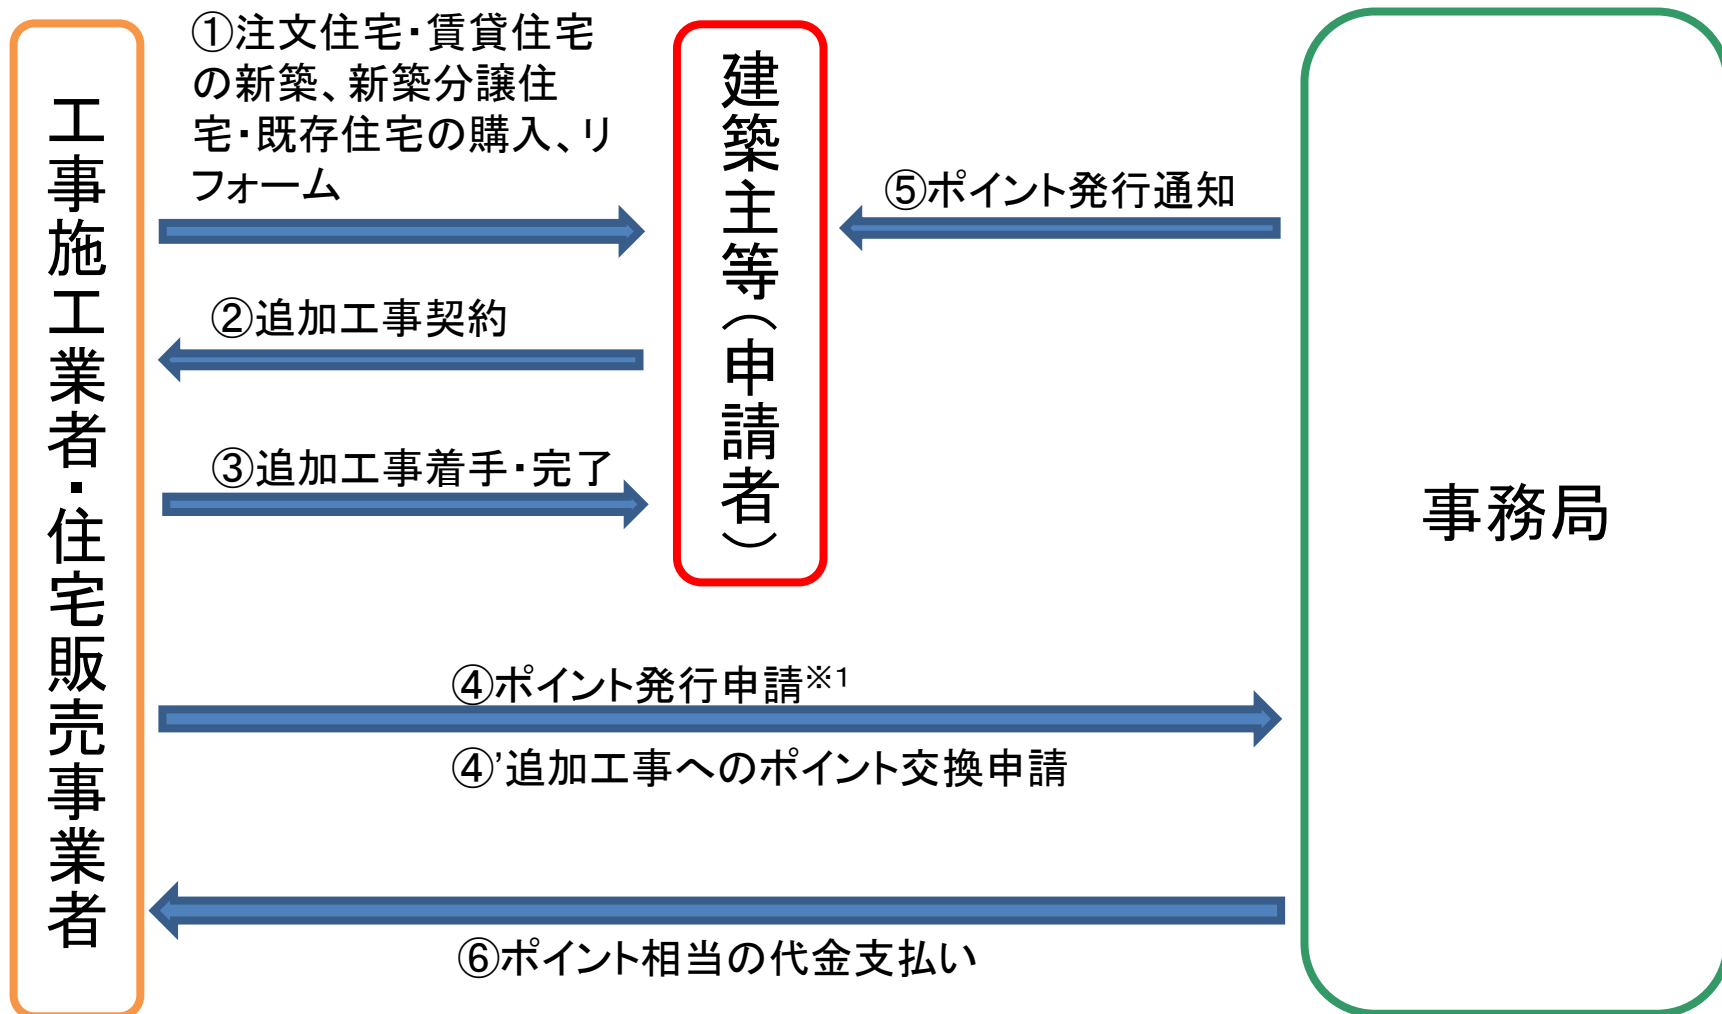 工事施工業者・住宅販売事業者
①注文住宅・賃貸住宅
の新築、新築分譲住
宅・既存住宅の購入、リ
フォーム
②追加工事契約
③追加工事着手・完了
建築主等(申請者)
⑤ポイント発行通知
事務局
④ポイント発行申請※1
④’追加工事へのポイント交換申請
⑥ポイント相当の代金支払い